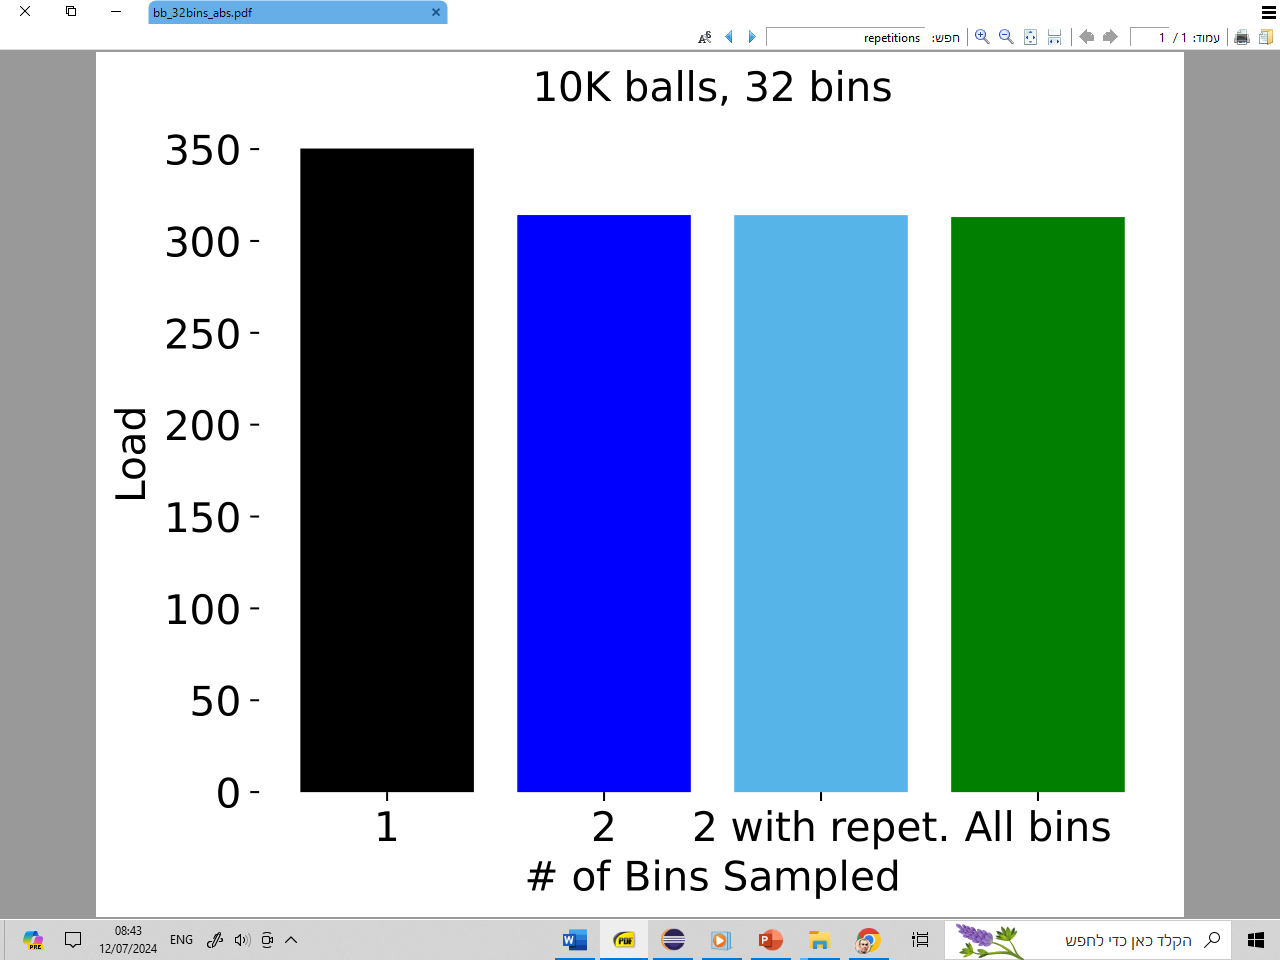 bb_32bins_abs.pdf
עמוד: 1 / 1
חפש: repetitions
10K balls, 32 bins
350
300
250
200
150
100
50
0
Load
1
2
2 with repet.
All bins
# of Bins Sampled
PRE
08:43
12/07/2024
ENG
PDF
הקלד כאן כדי לחפש